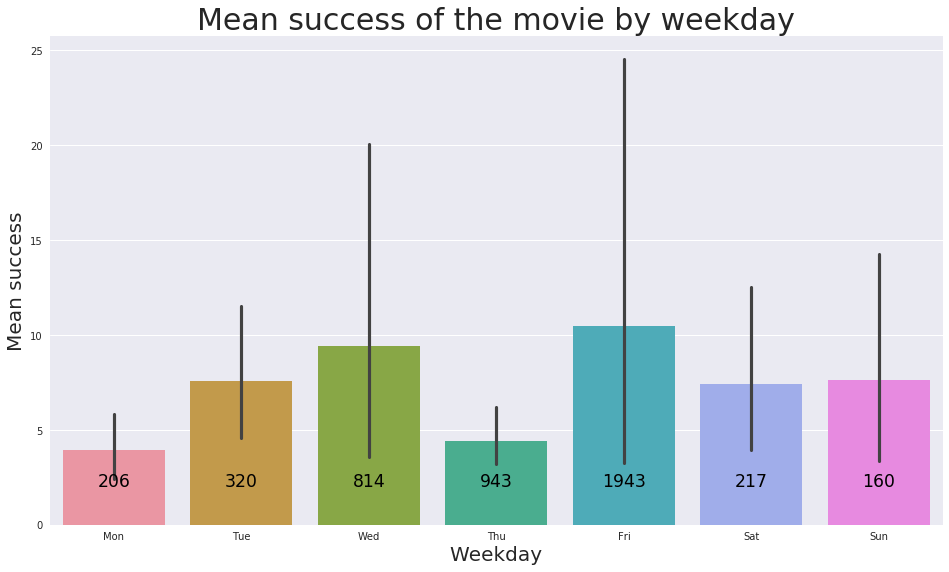 Mean success of the movie by weekday
25
20
15
10
5
0
Mean success
206 320 814 943 1943 217 160
Mon Tue Wed Thu Fri Sat Sun
Weekday